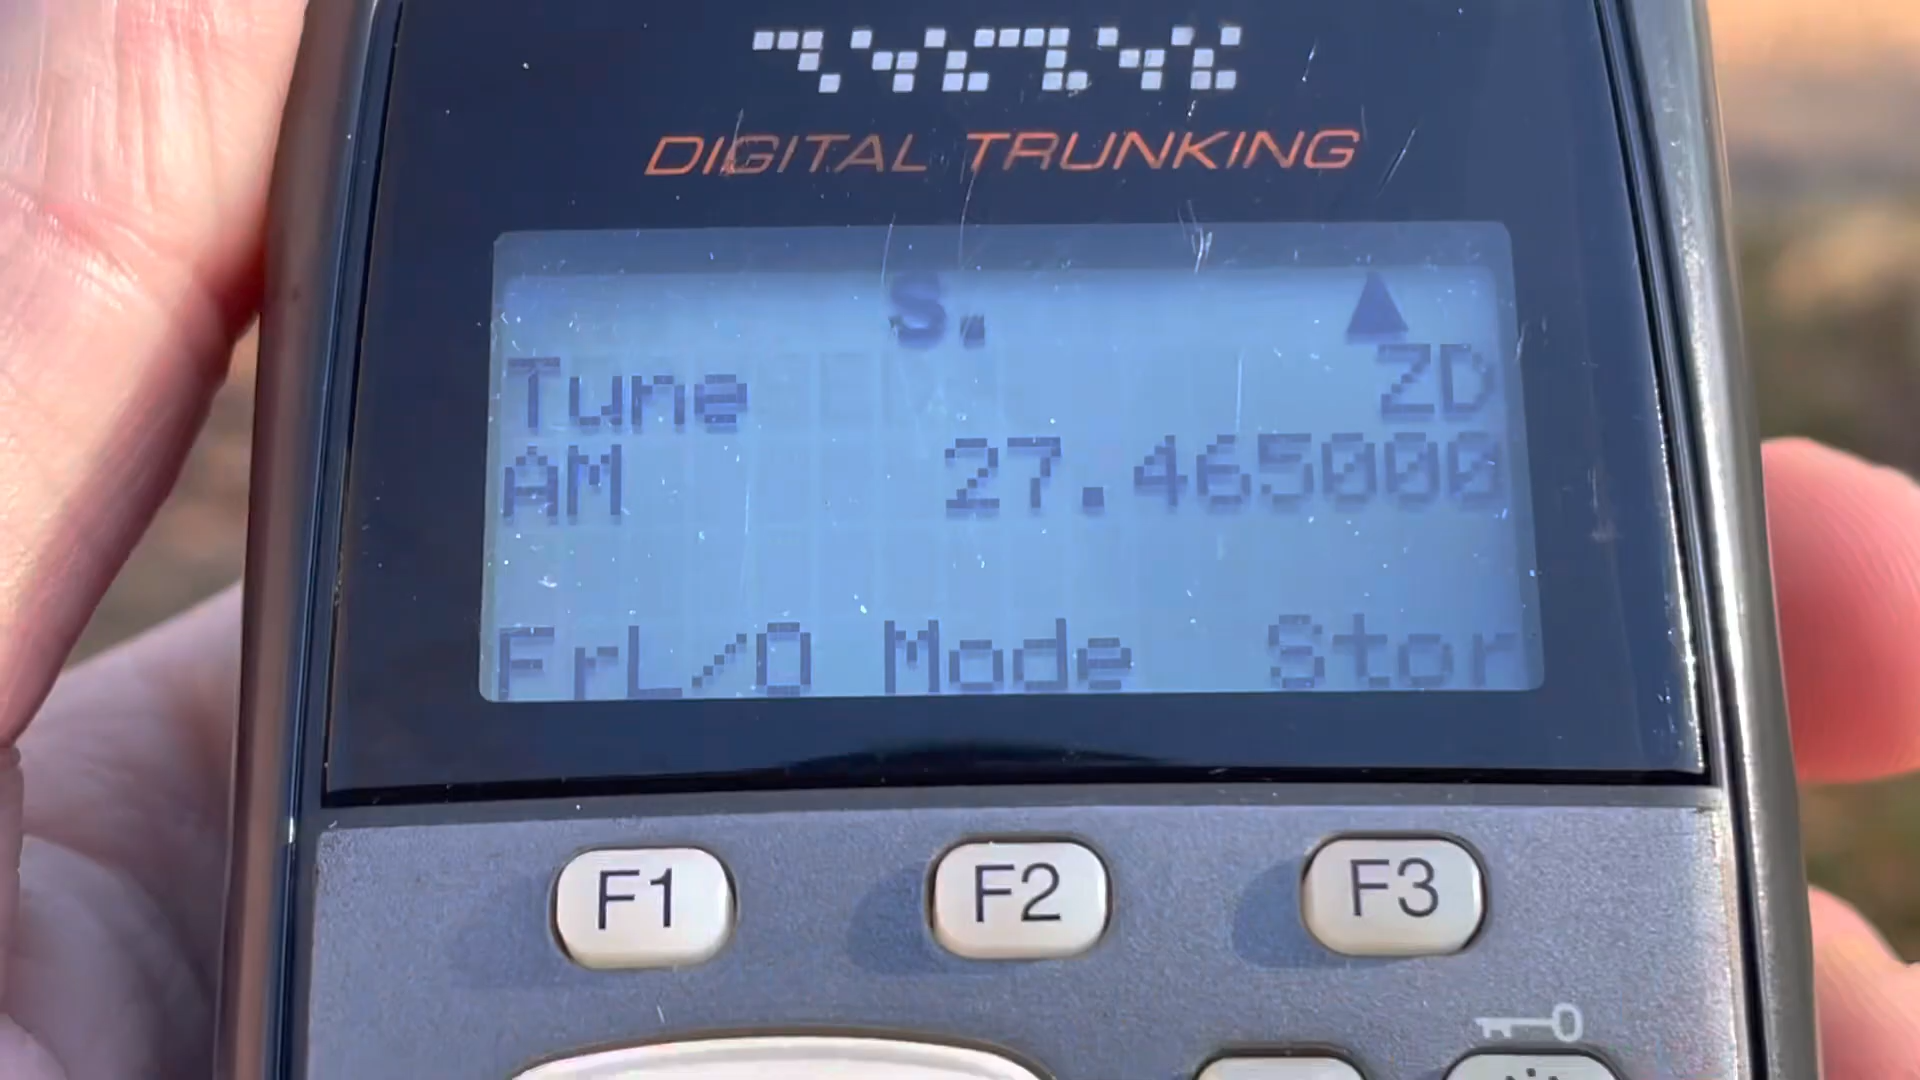 DIGITAL TRUNKING
S.
Tune ZD
AM 27.465000
FrL/O Mode Stor
F1 F2 F3